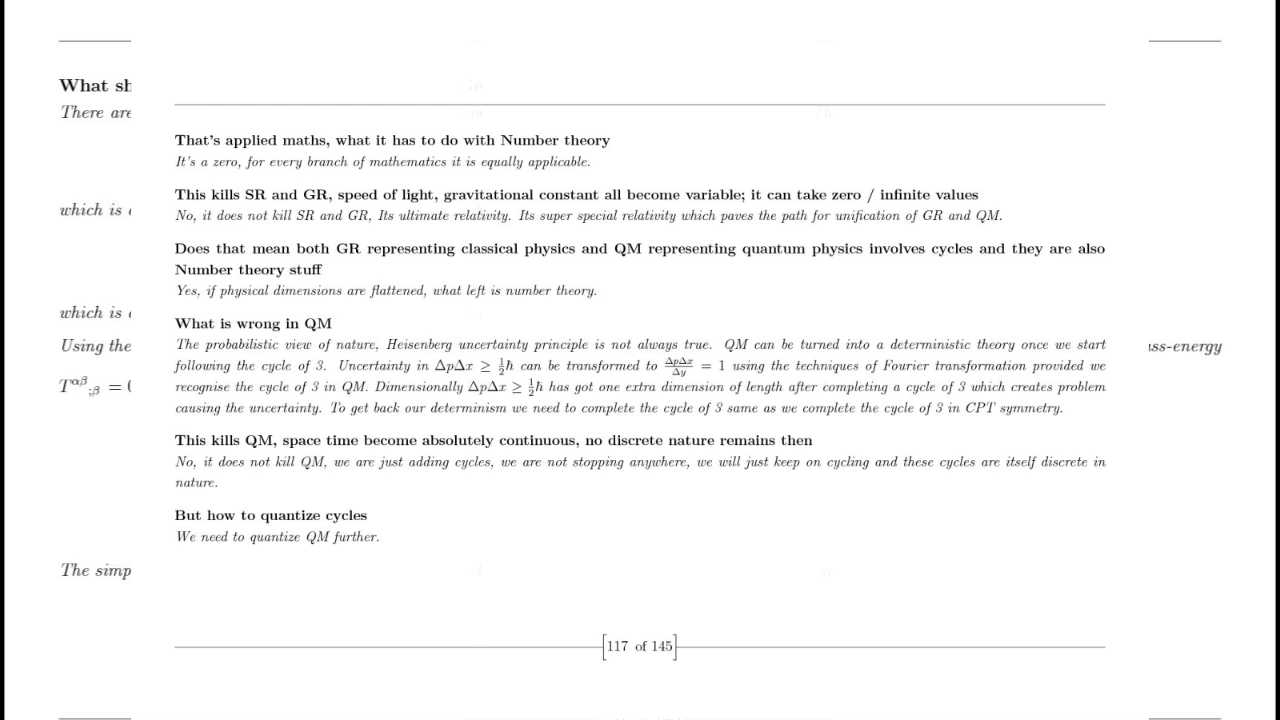 What sh
There are
That's applied maths, what it has to do with Number theory
It's a zero, for every branch of mathematics it is equally applicable.
This kills SR and GR, speed of light, gravitational constant all become variable; it can take zero / infinite values
which is
No, it does not kill SR and GR, Its ultimate relativity. Its super special relativity which paves the path for unification of GR and QM.
Does that mean both GR representing classical physics and QM representing quantum physics involves cycles and they are also
Number theory stuff
Yes, if physical dimensions are flattened, what left is number theory.
which is
What is wrong in QM
Using the
The probabilistic view of nature, Heisenberg uncertainty principle is not always true. QM can be turned into a deterministic theory once we start
ss-energy
following the cycle of 3. Uncertainty in ΔpΔx ≥ ½ħ can be transformed to ΔpΔx/Δy = 1 using the techniques of Fourier transformation provided we
T^{αβ}_{;β} =
recognise the cycle of 3 in QM. Dimensionally ΔpΔx ≥ ½ħ has got one extra dimension of length after completing a cycle of 3 which creates problem
causing the uncertainty. To get back our determinism we need to complete the cycle of 3 same as we complete the cycle of 3 in CPT symmetry.
This kills QM, space time become absolutely continuous, no discrete nature remains then
No, it does not kill QM, we are just adding cycles, we are not stopping anywhere, we will just keep on cycling and these cycles are itself discrete in
nature.
But how to quantize cycles
We need to quantize QM further.
The simp
117 of 145